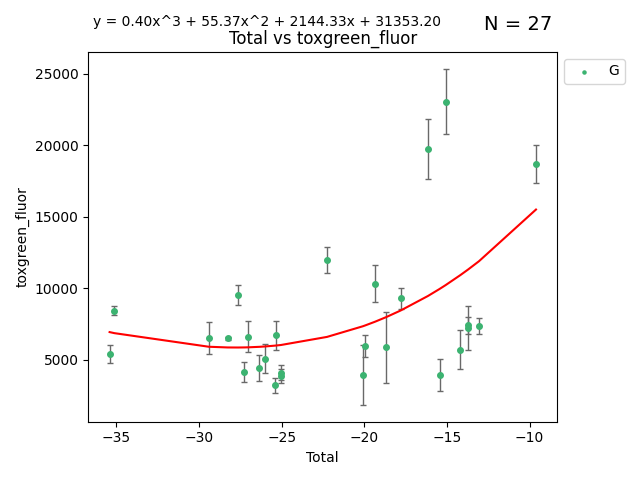 y = 0.40x^3 + 55.37x^2 + 2144.33x + 31353.20
N = 27
Total vs toxgreen_fluor
G
25000
20000
15000
10000
5000
toxgreen_fluor
−35
−30
−25
−20
−15
−10
Total